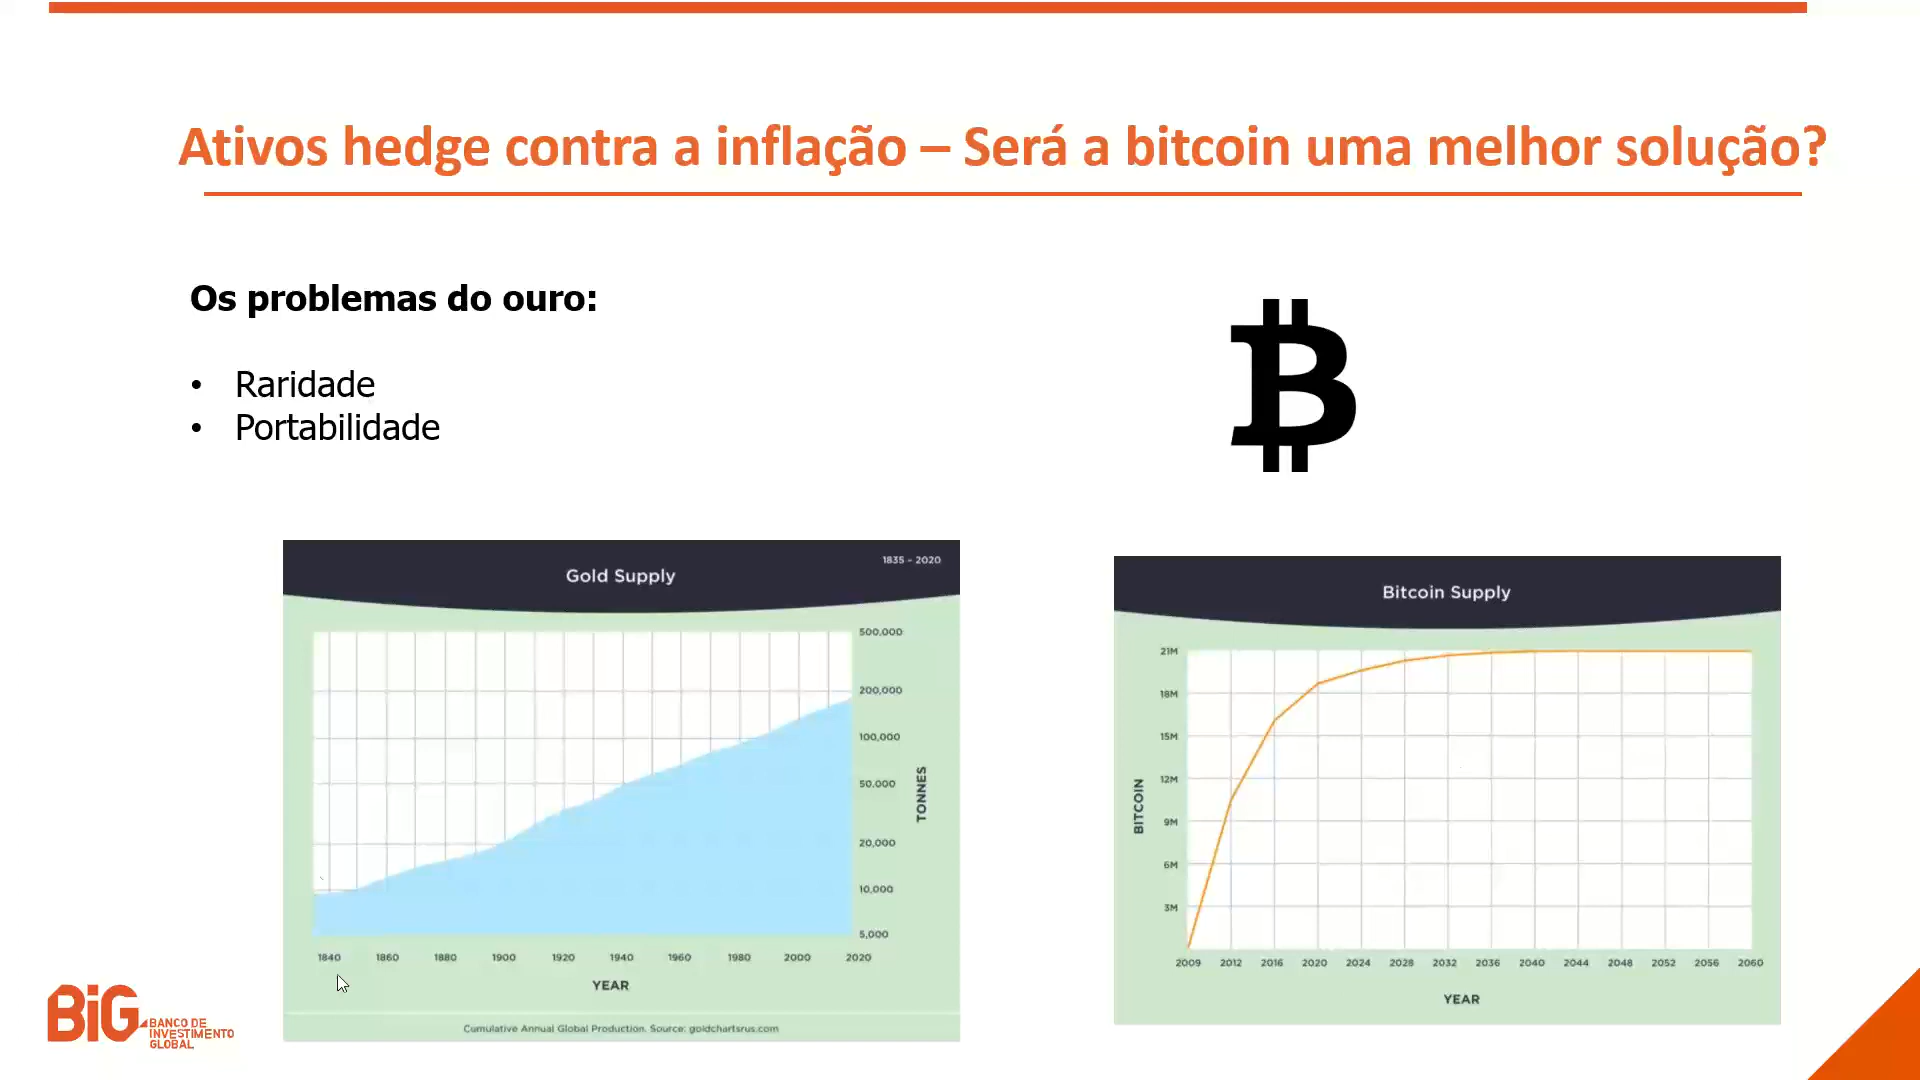 Ativos hedge contra a inflação – Será a bitcoin uma melhor solução?
Os problemas do ouro:
• Raridade
• Portabilidade
Gold Supply
1835 - 2020
500,000
200,000
100,000
50,000
20,000
10,000
5,000
TONNES
1840 1860 1880 1900 1920 1940 1960 1980 2000 2020
YEAR
Cumulative Annual Global Production. Source: goldchartsrus.com
Bitcoin Supply
21M
18M
15M
12M
9M
6M
3M
BITCOIN
2009 2012 2016 2020 2024 2028 2032 2036 2040 2044 2048 2052 2056 2060
YEAR
BiG
BANCO DE
INVESTIMENTO
GLOBAL